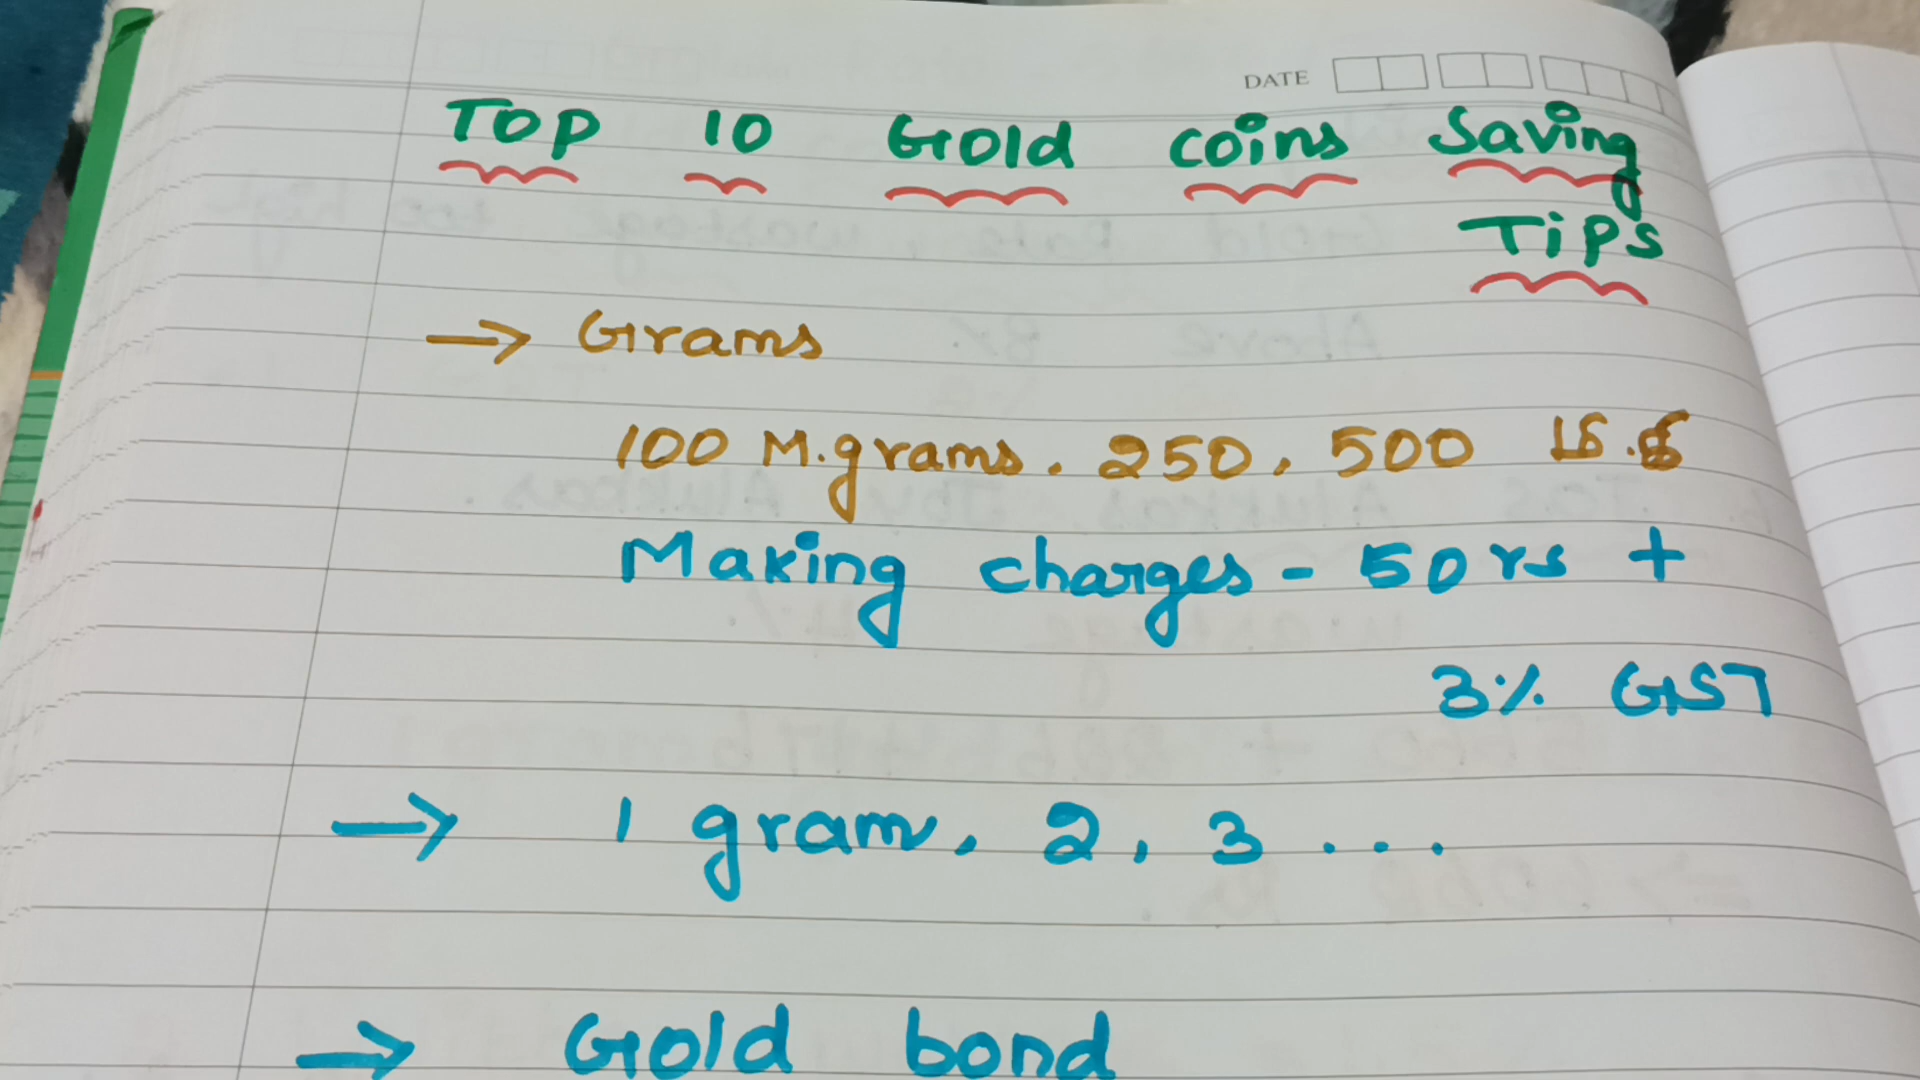 DATE
Top 10 Gold coins Saving
Tips
→ Grams
100 M.grams. 250, 500
Making charges - 50 rs +
3% GST
→ 1 gram, 2, 3 ...
→ Gold bond